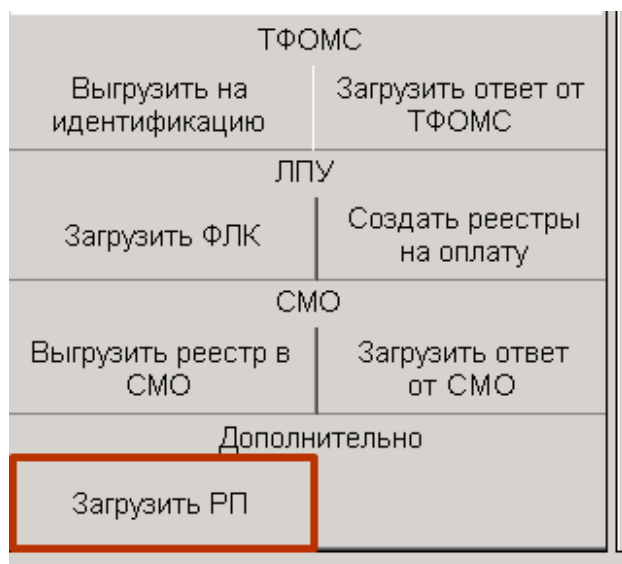 ТФОМС
Выгрузить на
идентификацию
Загрузить ответ от
ТФОМС
ЛПУ
Загрузить ФЛК
Создать реестры
на оплату
СМО
Выгрузить реестр в
СМО
Загрузить ответ
от СМО
Дополнительно
Загрузить РП